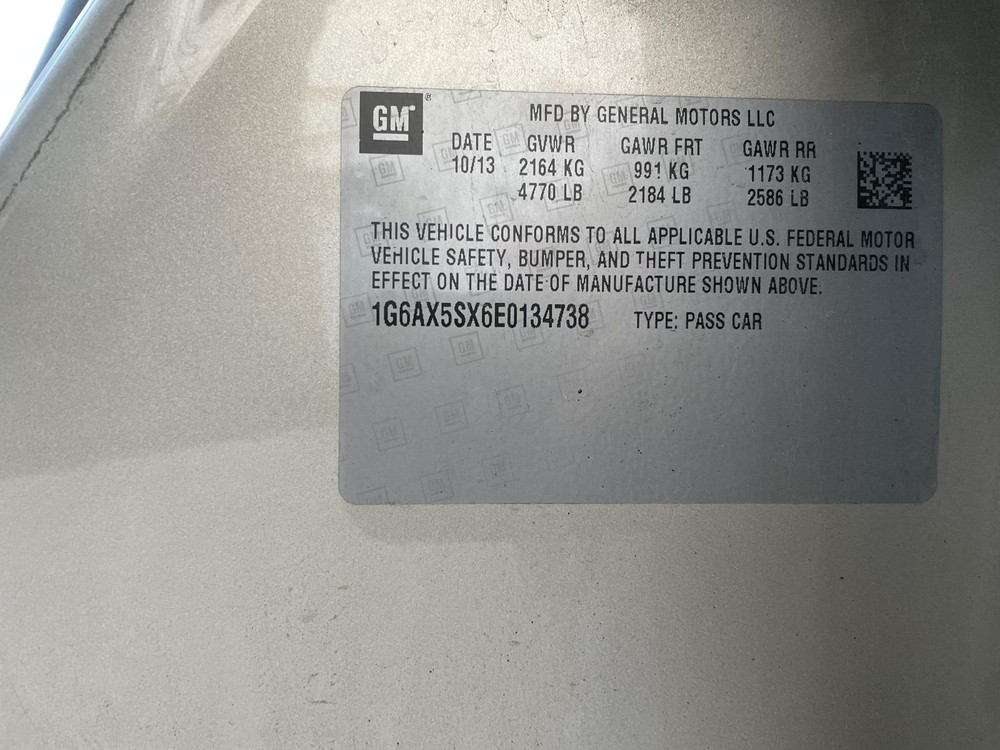 GM®
MFD BY GENERAL MOTORS LLC
DATE GVWR GAWR FRT GAWR RR
10/13 2164 KG 991 KG 1173 KG
4770 LB 2184 LB 2586 LB
THIS VEHICLE CONFORMS TO ALL APPLICABLE U.S. FEDERAL MOTOR
VEHICLE SAFETY, BUMPER, AND THEFT PREVENTION STANDARDS IN
EFFECT ON THE DATE OF MANUFACTURE SHOWN ABOVE.
1G6AX5SX6E0134738 TYPE: PASS CAR